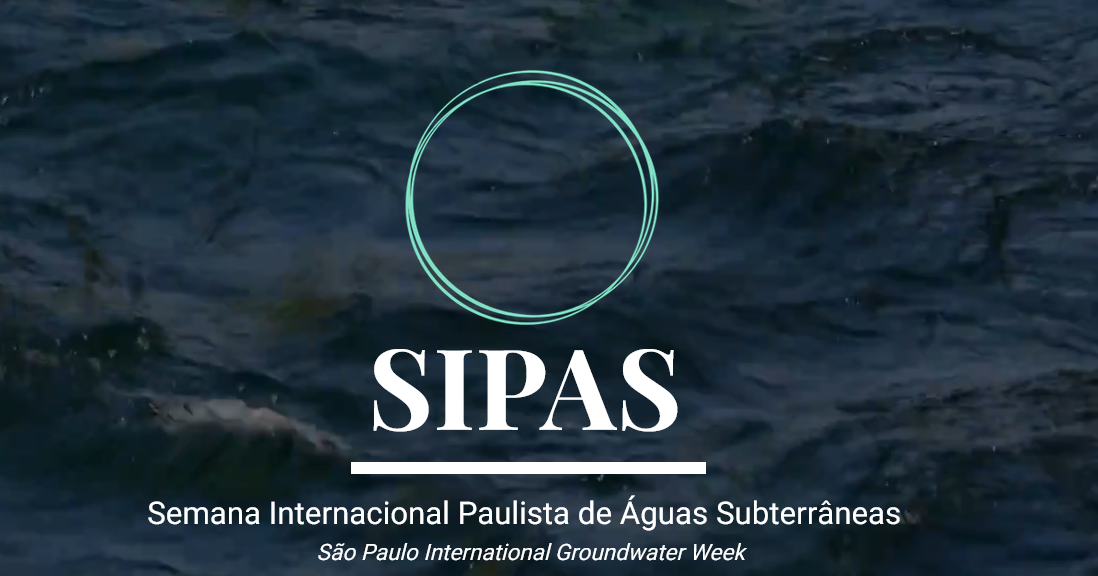 SIPAS
Semana Internacional Paulista de Águas Subterrâneas
São Paulo International Groundwater Week